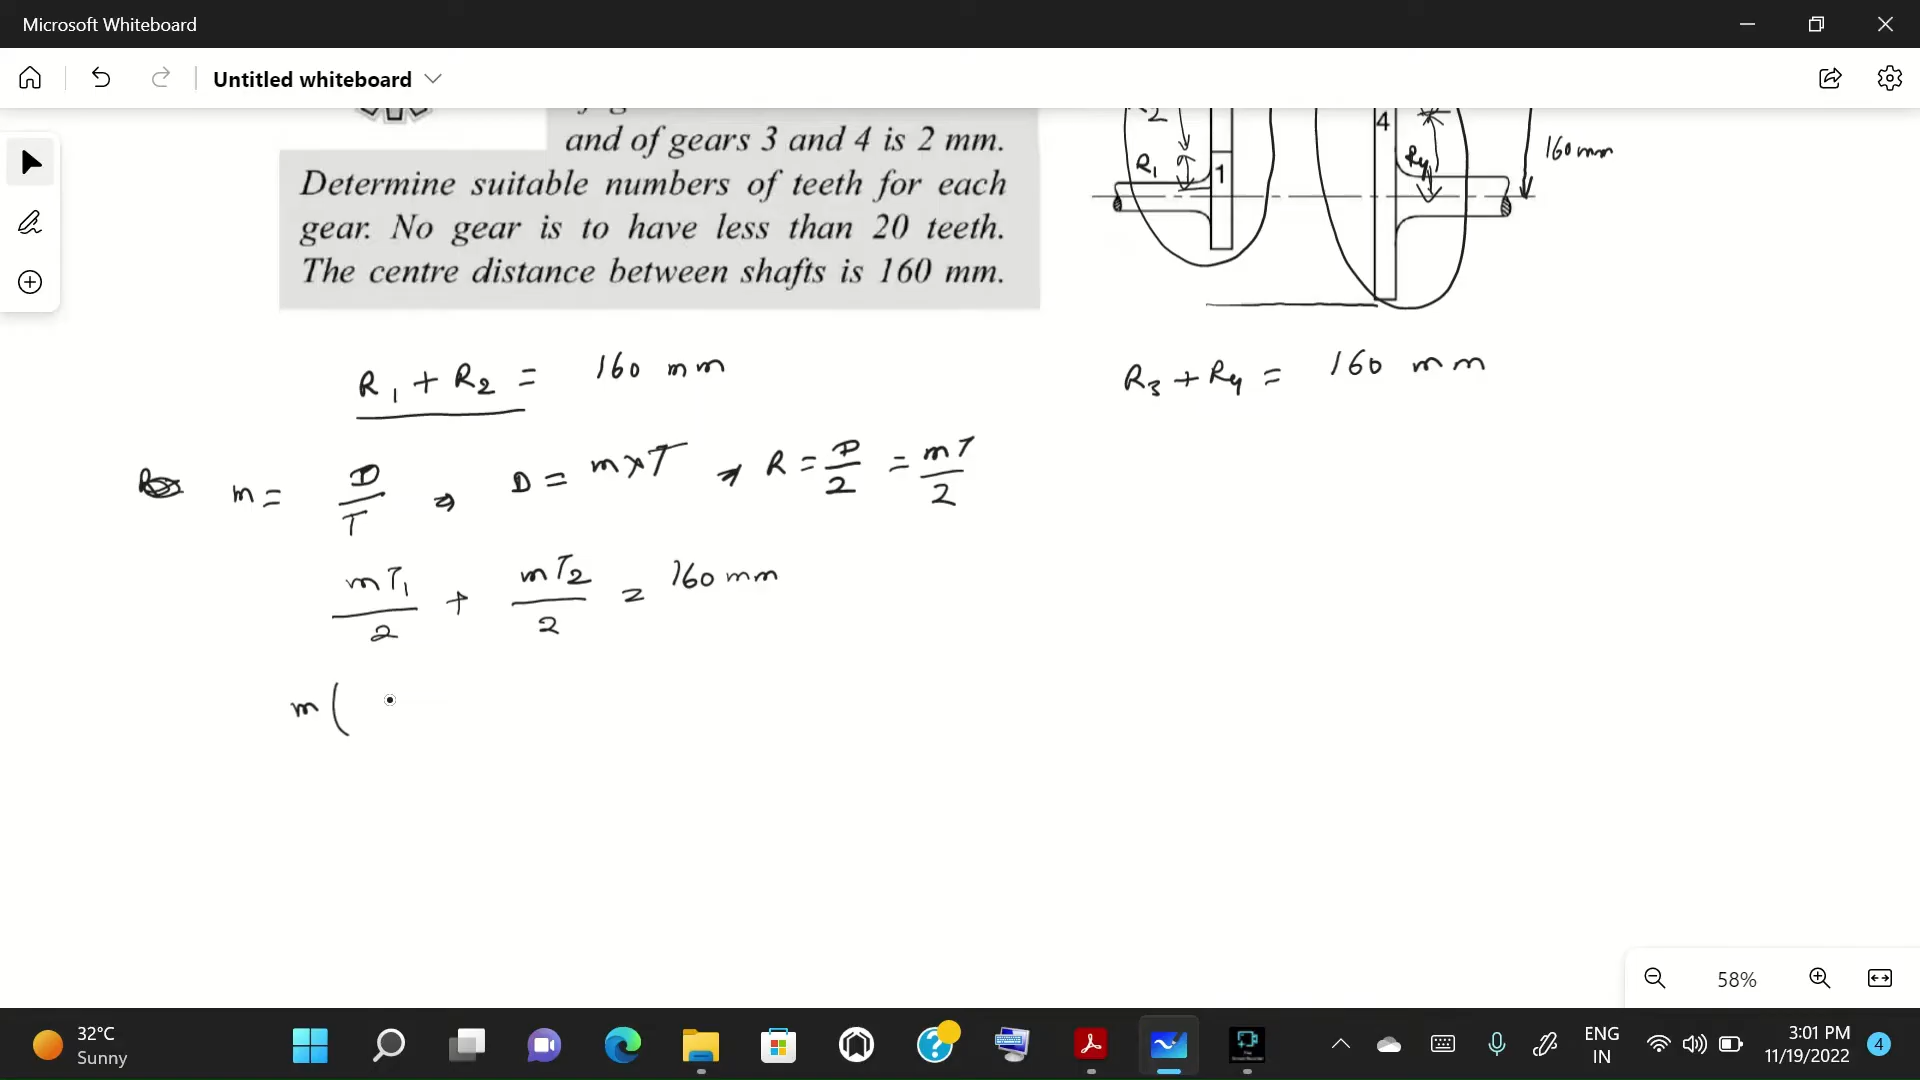 Microsoft Whiteboard
Untitled whiteboard
and of gears 3 and 4 is 2 mm.
Determine suitable numbers of teeth for each
gear. No gear is to have less than 20 teeth.
The centre distance between shafts is 160 mm.
R1
1
4
R4
160 mm
R1 + R2 = 160 mm
R3 + R4 = 160 mm
m = D/T ⇒ D = m×T ⇒ R = D/2 = mT/2
mT1/2 + mT2/2 = 160 mm
m (
58%
32°C
Sunny
ENG
IN
3:01 PM
11/19/2022
4